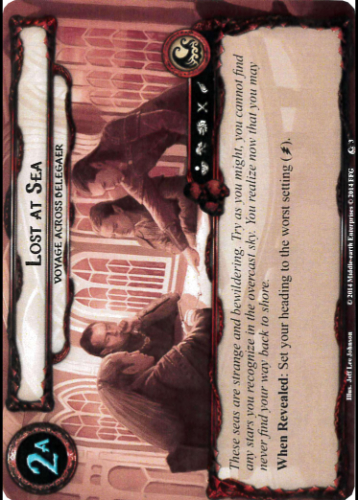 2A
LOST AT SEA
VOYAGE ACROSS BELEGAER
These seas are strange and bewildering. Try as you might, you cannot find
any stars you recognize in the overcast sky. You realize now that you may
never find your way back to shore.
When Revealed: Set your heading to the worst setting ( ).
Illus. Jeff Lee Johnson © 2014 Middle-earth Enterprises © 2014 FFG 3